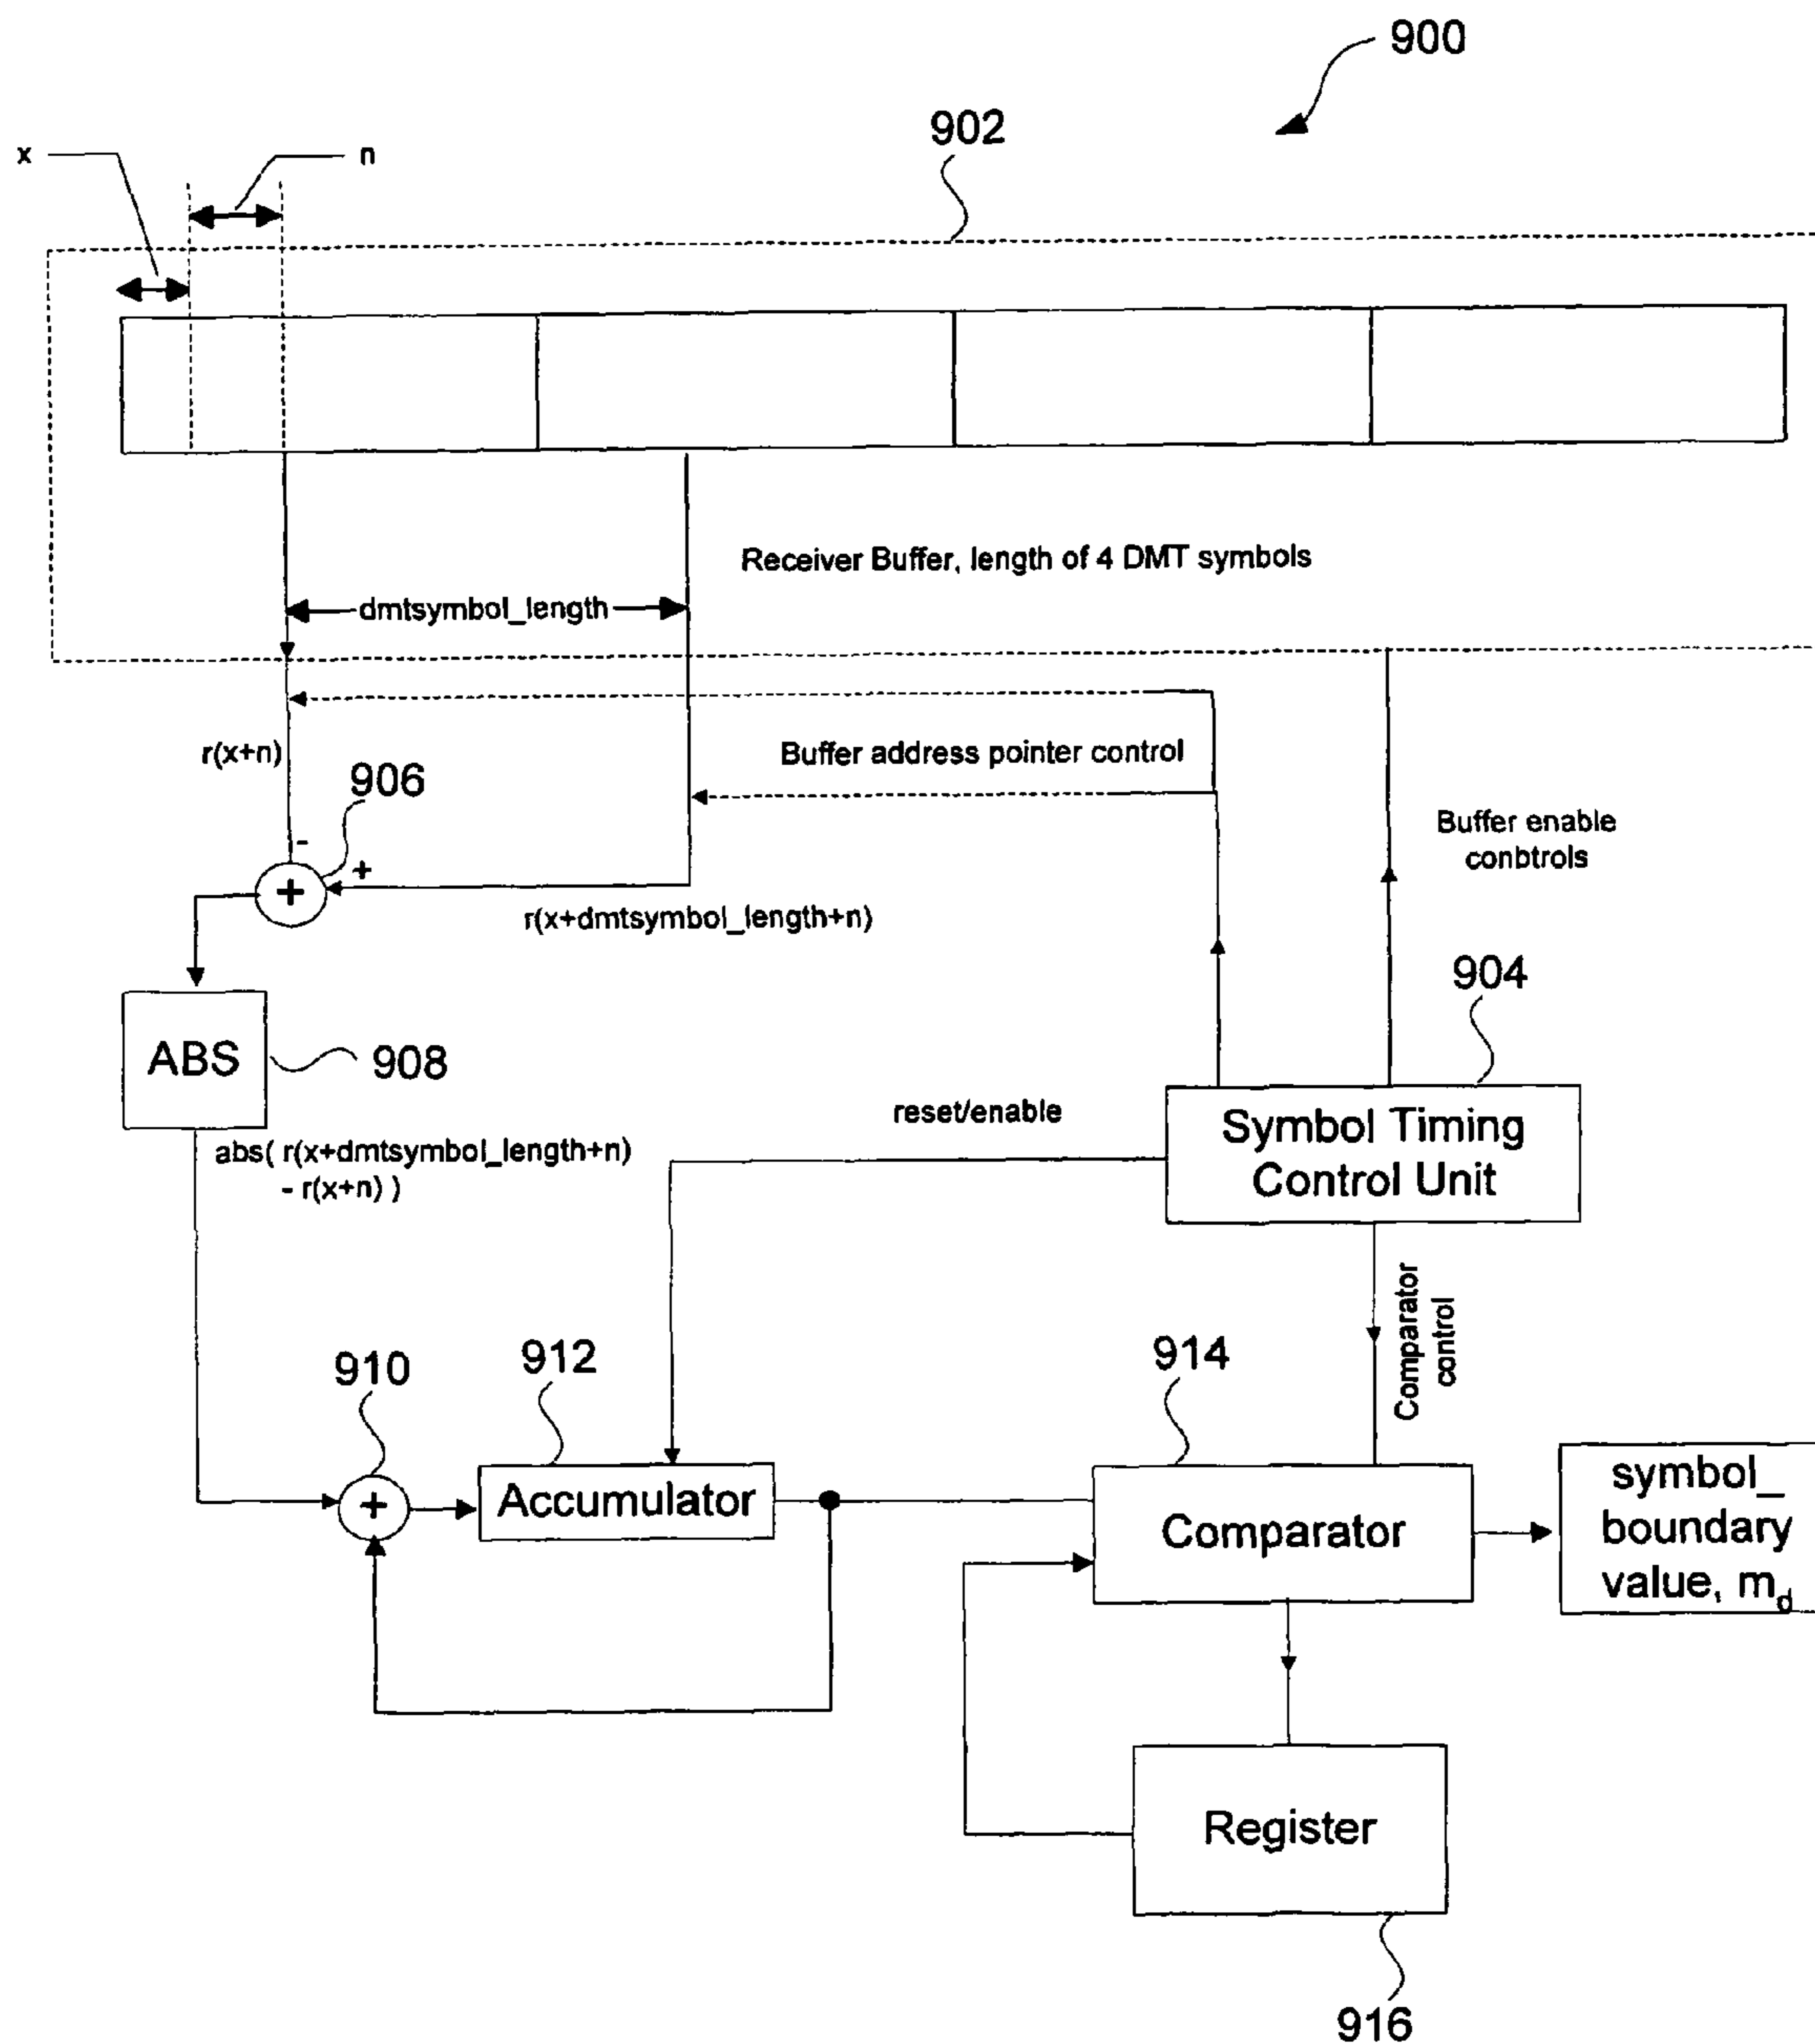 900
902
x
n
Receiver Buffer, length of 4 DMT symbols
dmtsymbol_length
r(x+n)
Buffer address pointer control
906
-
+
+
Buffer enable
conbtrols
r(x+dmtsymbol_length+n)
904
ABS
908
Symbol Timing
Control Unit
reset/enable
abs( r(x+dmtsymbol_length+n)
- r(x+n) )
Comparator
control
910
912
914
+
Accumulator
Comparator
symbol_
boundary
value, md
Register
916